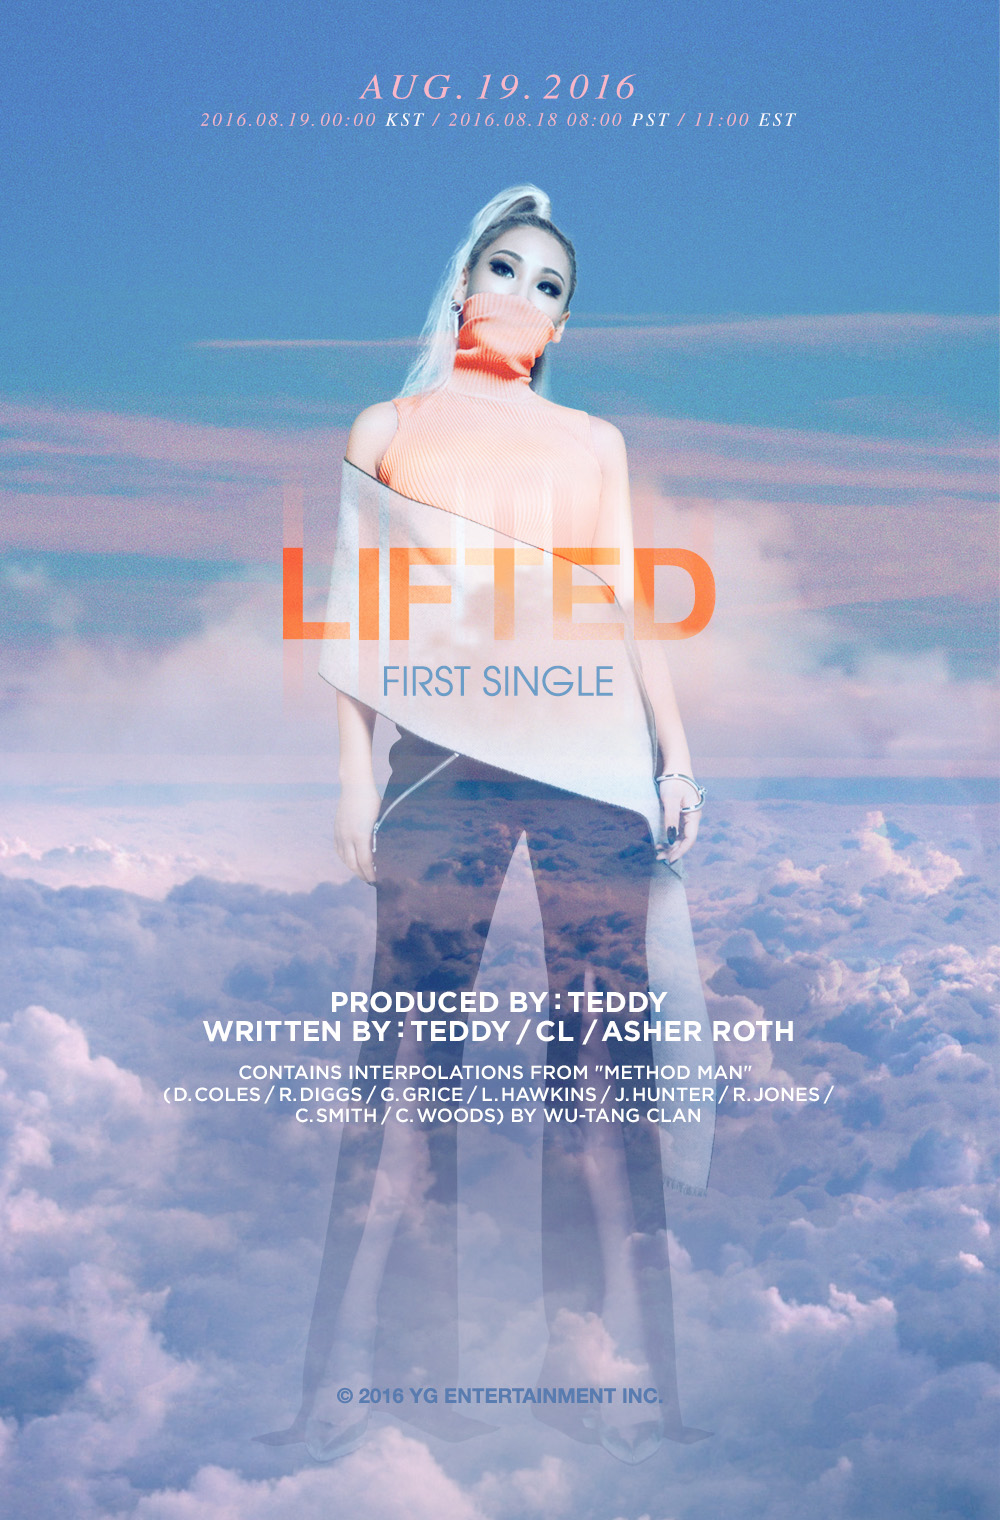 AUG. 19. 2016
2016.08.19.00:00 KST / 2016.08.18 08:00 PST / 11:00 EST
LIFTED
FIRST SINGLE
PRODUCED BY : TEDDY
WRITTEN BY : TEDDY / CL / ASHER ROTH
CONTAINS INTERPOLATIONS FROM "METHOD MAN"
(D.COLES / R.DIGGS / G.GRICE / L.HAWKINS / J.HUNTER / R.JONES /
C.SMITH / C.WOODS) BY WU-TANG CLAN
© 2016 YG ENTERTAINMENT INC.